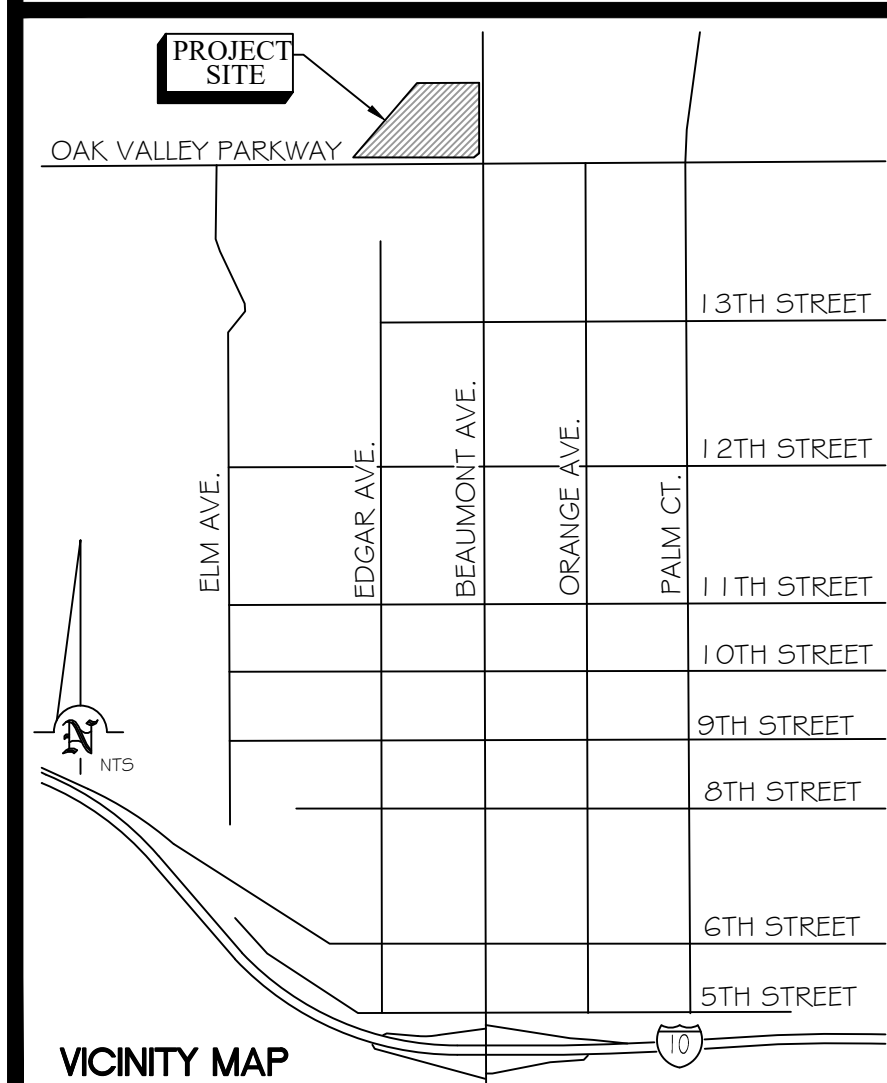 PROJECT
SITE
OAK VALLEY PARKWAY
13TH STREET
12TH STREET
ELM AVE.
EDGAR AVE.
BEAUMONT AVE.
ORANGE AVE.
PALM CT.
11TH STREET
10TH STREET
9TH STREET
N
NTS
8TH STREET
6TH STREET
5TH STREET
10
VICINITY MAP